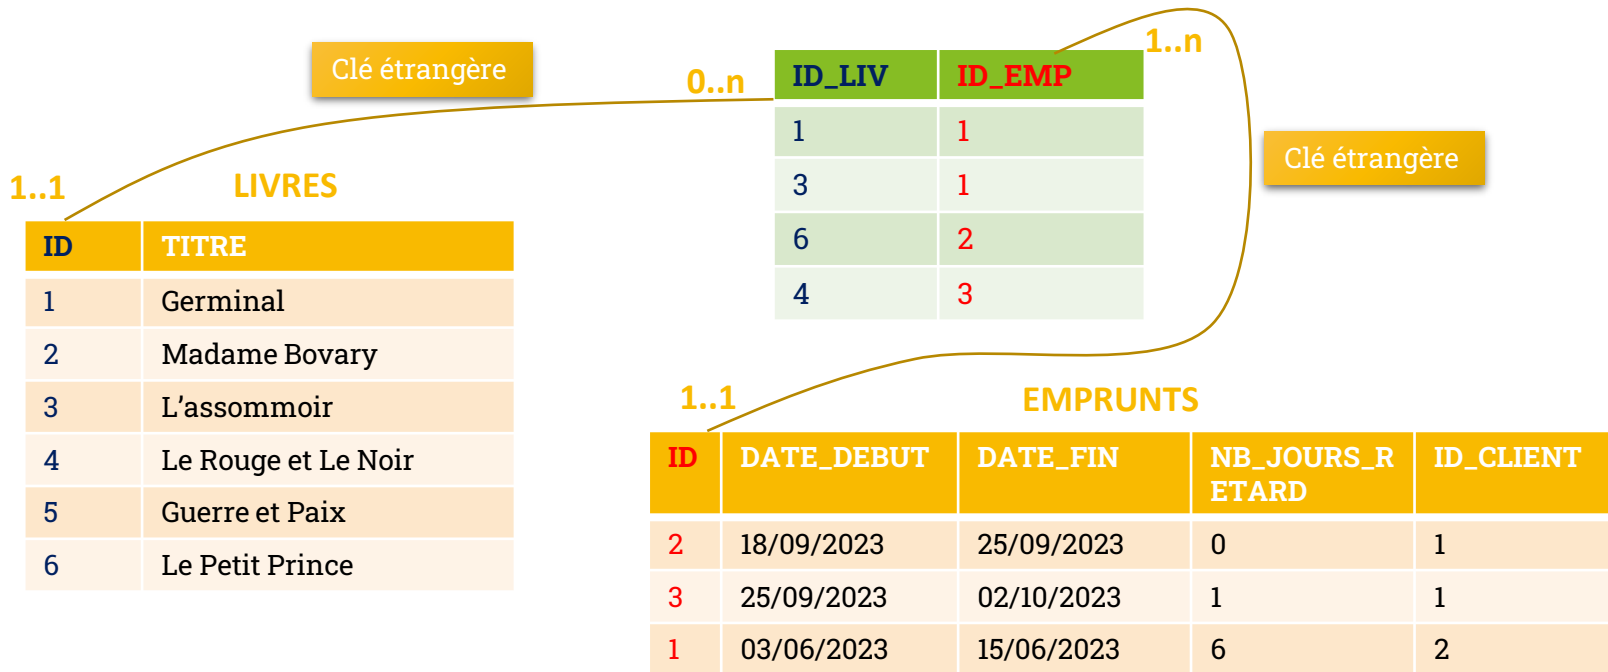 Clé étrangère
0..n
1..n
ID_LIV ID_EMP
1 1
3 1
6 2
4 3
Clé étrangère
1..1
LIVRES
ID TITRE
1 Germinal
2 Madame Bovary
3 L'assommoir
4 Le Rouge et Le Noir
5 Guerre et Paix
6 Le Petit Prince
1..1
EMPRUNTS
ID DATE_DEBUT DATE_FIN NB_JOURS_R ID_CLIENT
ETARD
2 18/09/2023 25/09/2023 0 1
3 25/09/2023 02/10/2023 1 1
1 03/06/2023 15/06/2023 6 2